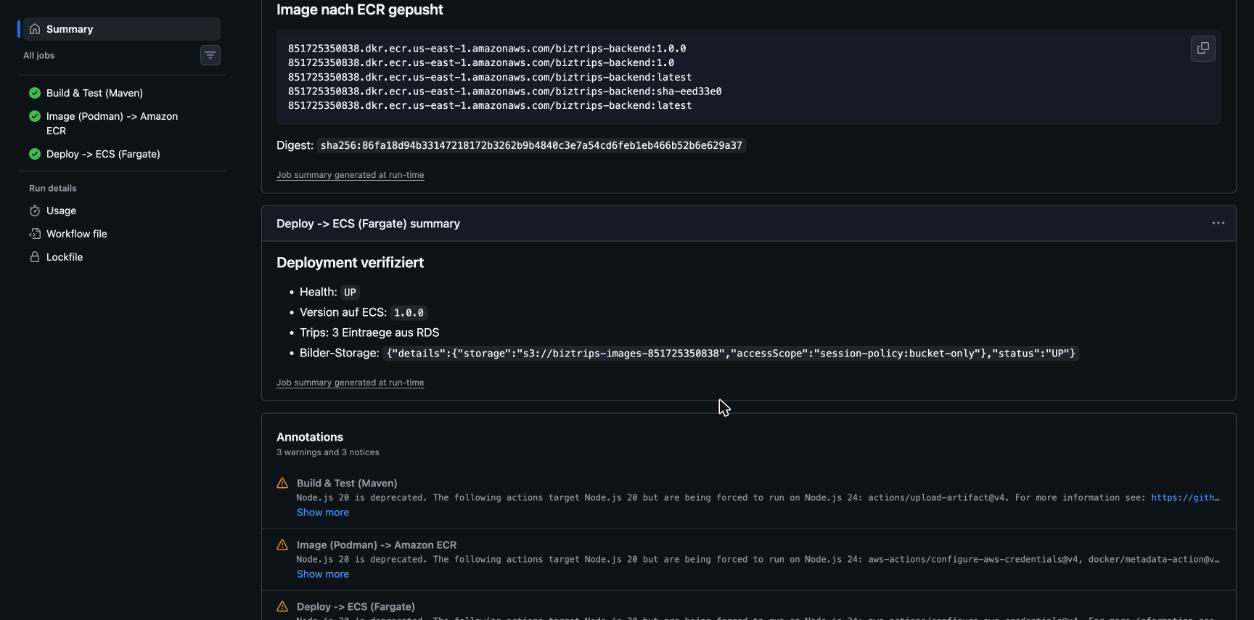 Summary
All jobs
Build & Test (Maven)
Image (Podman) -> Amazon
ECR
Deploy -> ECS (Fargate)
Run details
Usage
Workflow file
Lockfile
Image nach ECR gepusht
851725350838.dkr.ecr.us-east-1.amazonaws.com/biztrips-backend:1.0.0
851725350838.dkr.ecr.us-east-1.amazonaws.com/biztrips-backend:1.0
851725350838.dkr.ecr.us-east-1.amazonaws.com/biztrips-backend:latest
851725350838.dkr.ecr.us-east-1.amazonaws.com/biztrips-backend:sha-eed33e0
851725350838.dkr.ecr.us-east-1.amazonaws.com/biztrips-backend:latest
Digest: sha256:86fa18d94b33147218172b3262b9b4840c3e7a54cd6feb1eb466b52b6e629a37
Job summary generated at run-time
Deploy -> ECS (Fargate) summary
Deployment verifiziert
• Health: UP
• Version auf ECS: 1.0.0
• Trips: 3 Eintraege aus RDS
• Bilder-Storage: {"details":{"storage":"s3://biztrips-images-851725350838","accessScope":"session-policy:bucket-only"},"status":"UP"}
Job summary generated at run-time
Annotations
3 warnings and 3 notices
Build & Test (Maven)
Node.js 20 is deprecated. The following actions target Node.js 20 but are being forced to run on Node.js 24: actions/upload-artifact@v4. For more information see: https://gith…
Show more
Image (Podman) -> Amazon ECR
Node.js 20 is deprecated. The following actions target Node.js 20 but are being forced to run on Node.js 24: aws-actions/configure-aws-credentials@v4, docker/metadata-action@v…
Show more
Deploy -> ECS (Fargate)